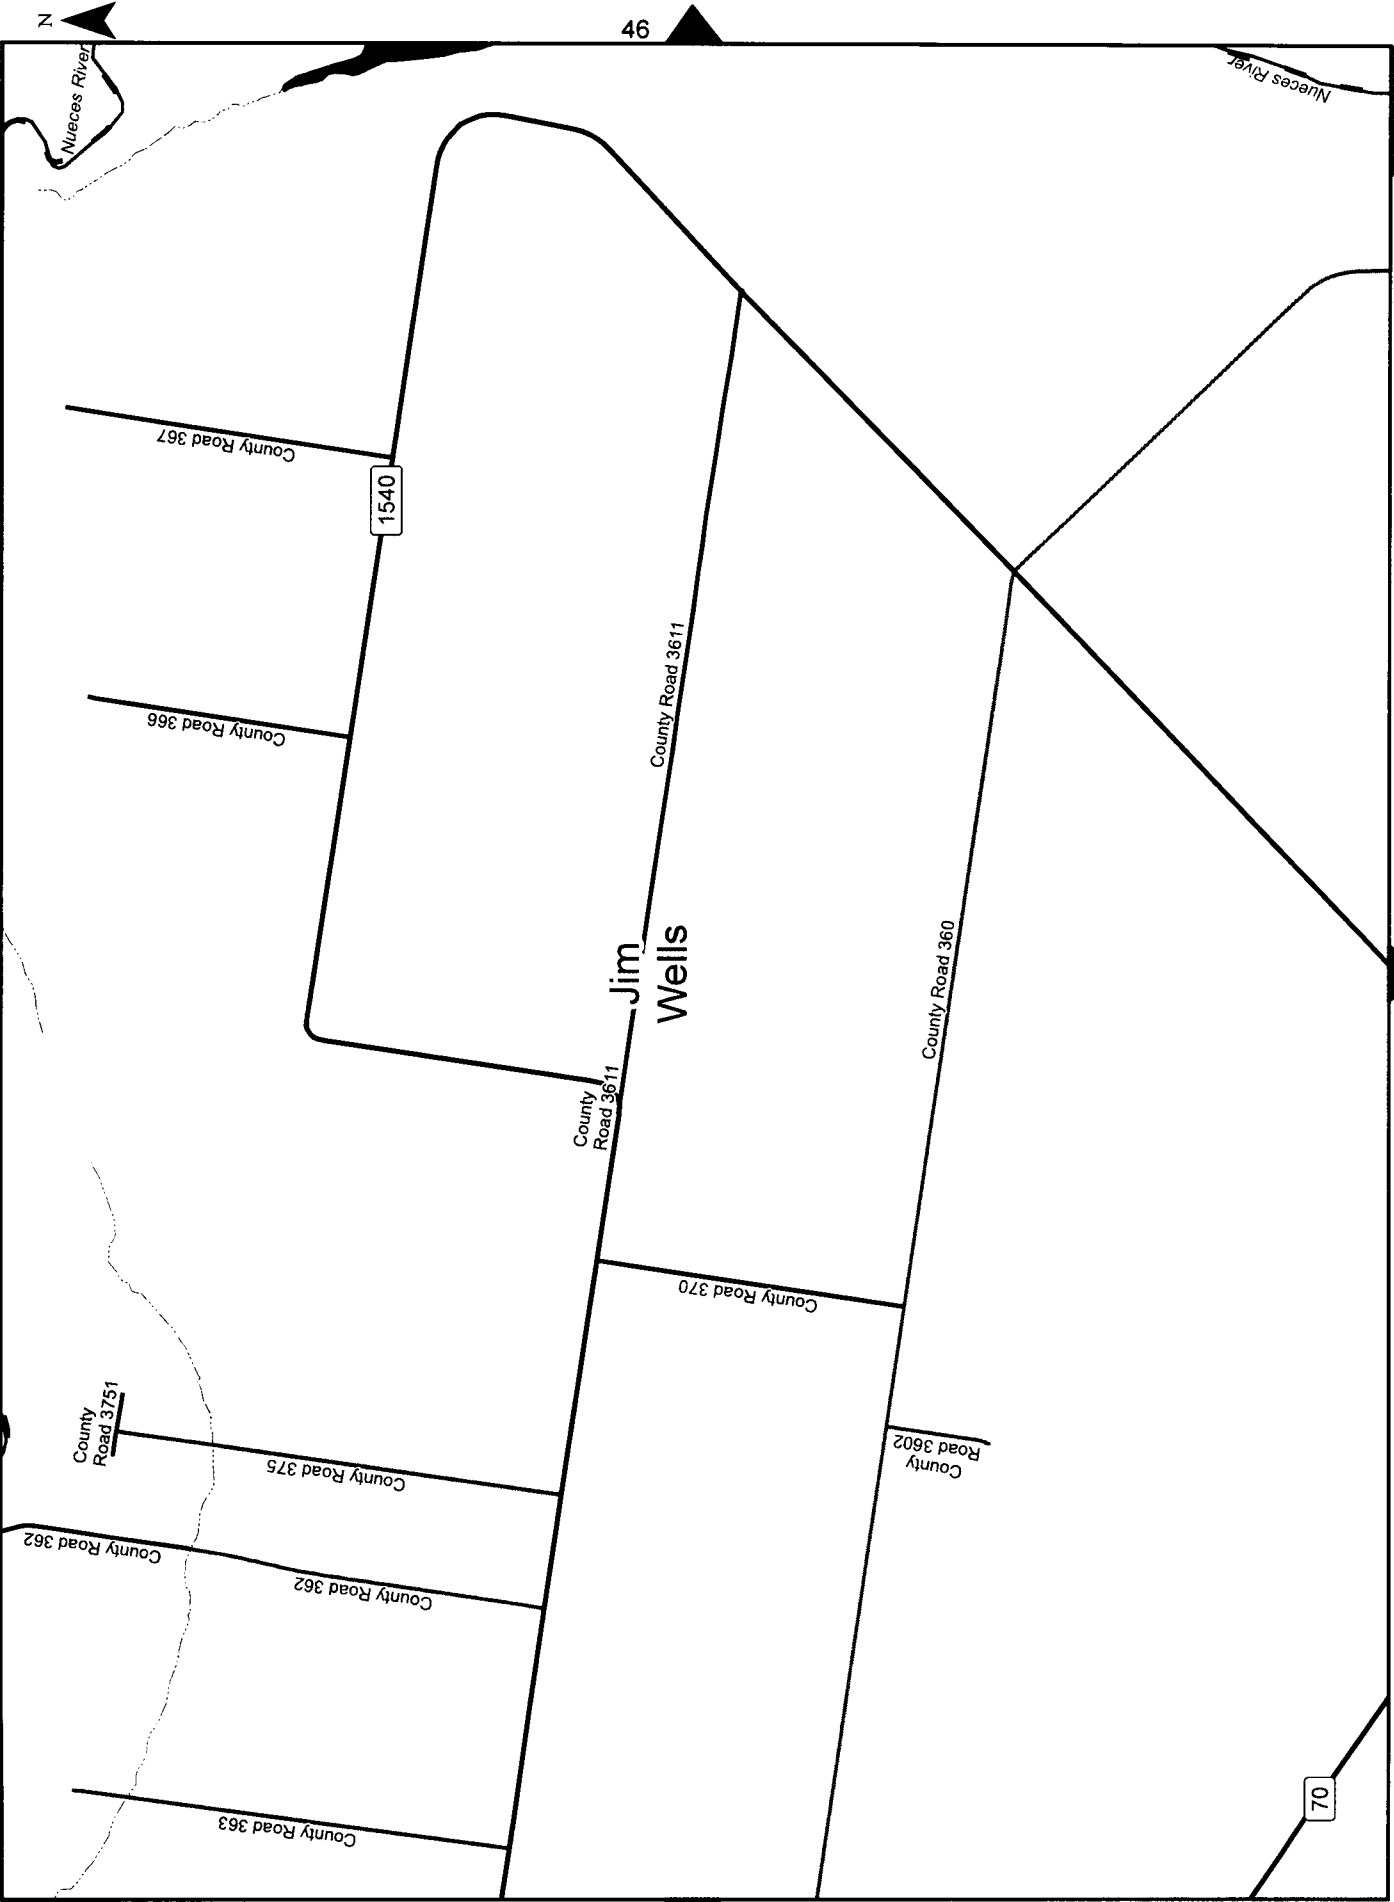 N
46
Nueces River
Nueces River
County Road 367
1540
County Road 366
County Road 3611
Jim
Wells
County Road 360
County
Road 3611
County Road 370
County
Road 3751
County Road 375
County
Road 3602
County Road 362
County Road 362
County Road 363
70